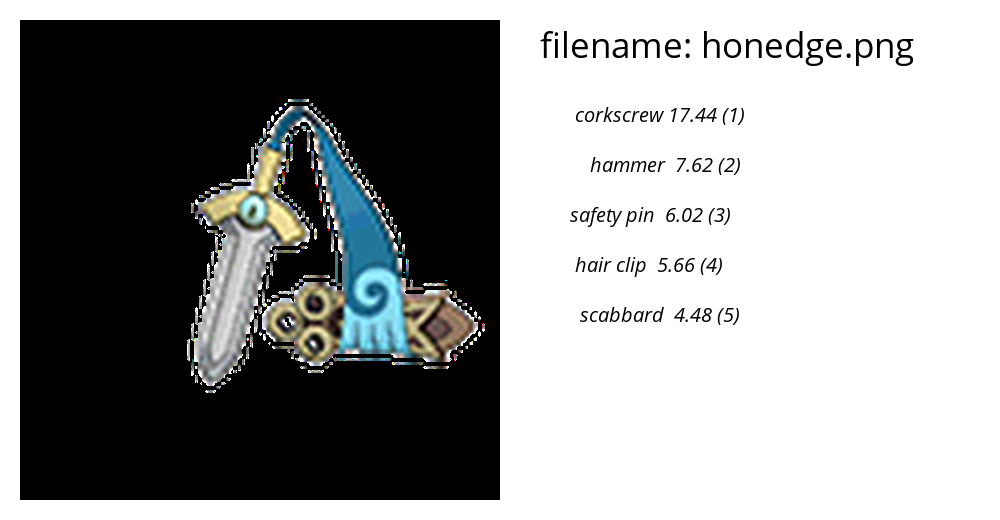 filename: honedge.png
corkscrew 17.44 (1)
hammer 7.62 (2)
safety pin 6.02 (3)
hair clip 5.66 (4)
scabbard 4.48 (5)